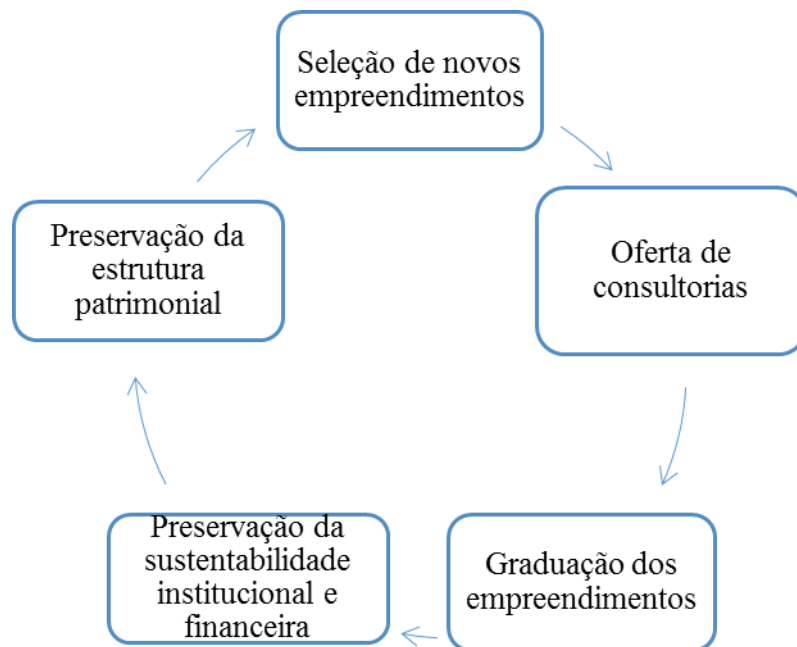 Seleção de novos
empreendimentos
Oferta de
consultorias
Graduação dos
empreendimentos
Preservação da
sustentabilidade
institucional e
financeira
Preservação da
estrutura
patrimonial